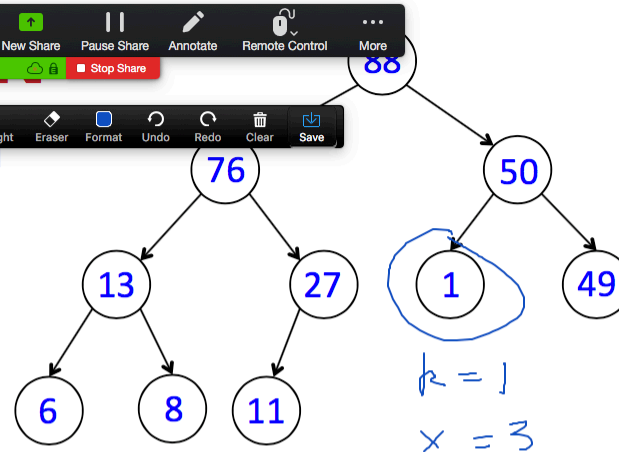 New Share Pause Share Annotate Remote Control More
Stop Share
88
Eraser Format Undo Redo Clear Save
76
50
13
27
1
49
6
8
11
k = 1
x = 3